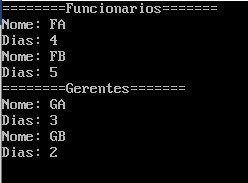 ========Funcionarios=======
Nome: FA
Dias: 4
Nome: FB
Dias: 5
========Gerentes=======
Nome: GA
Dias: 3
Nome: GB
Dias: 2